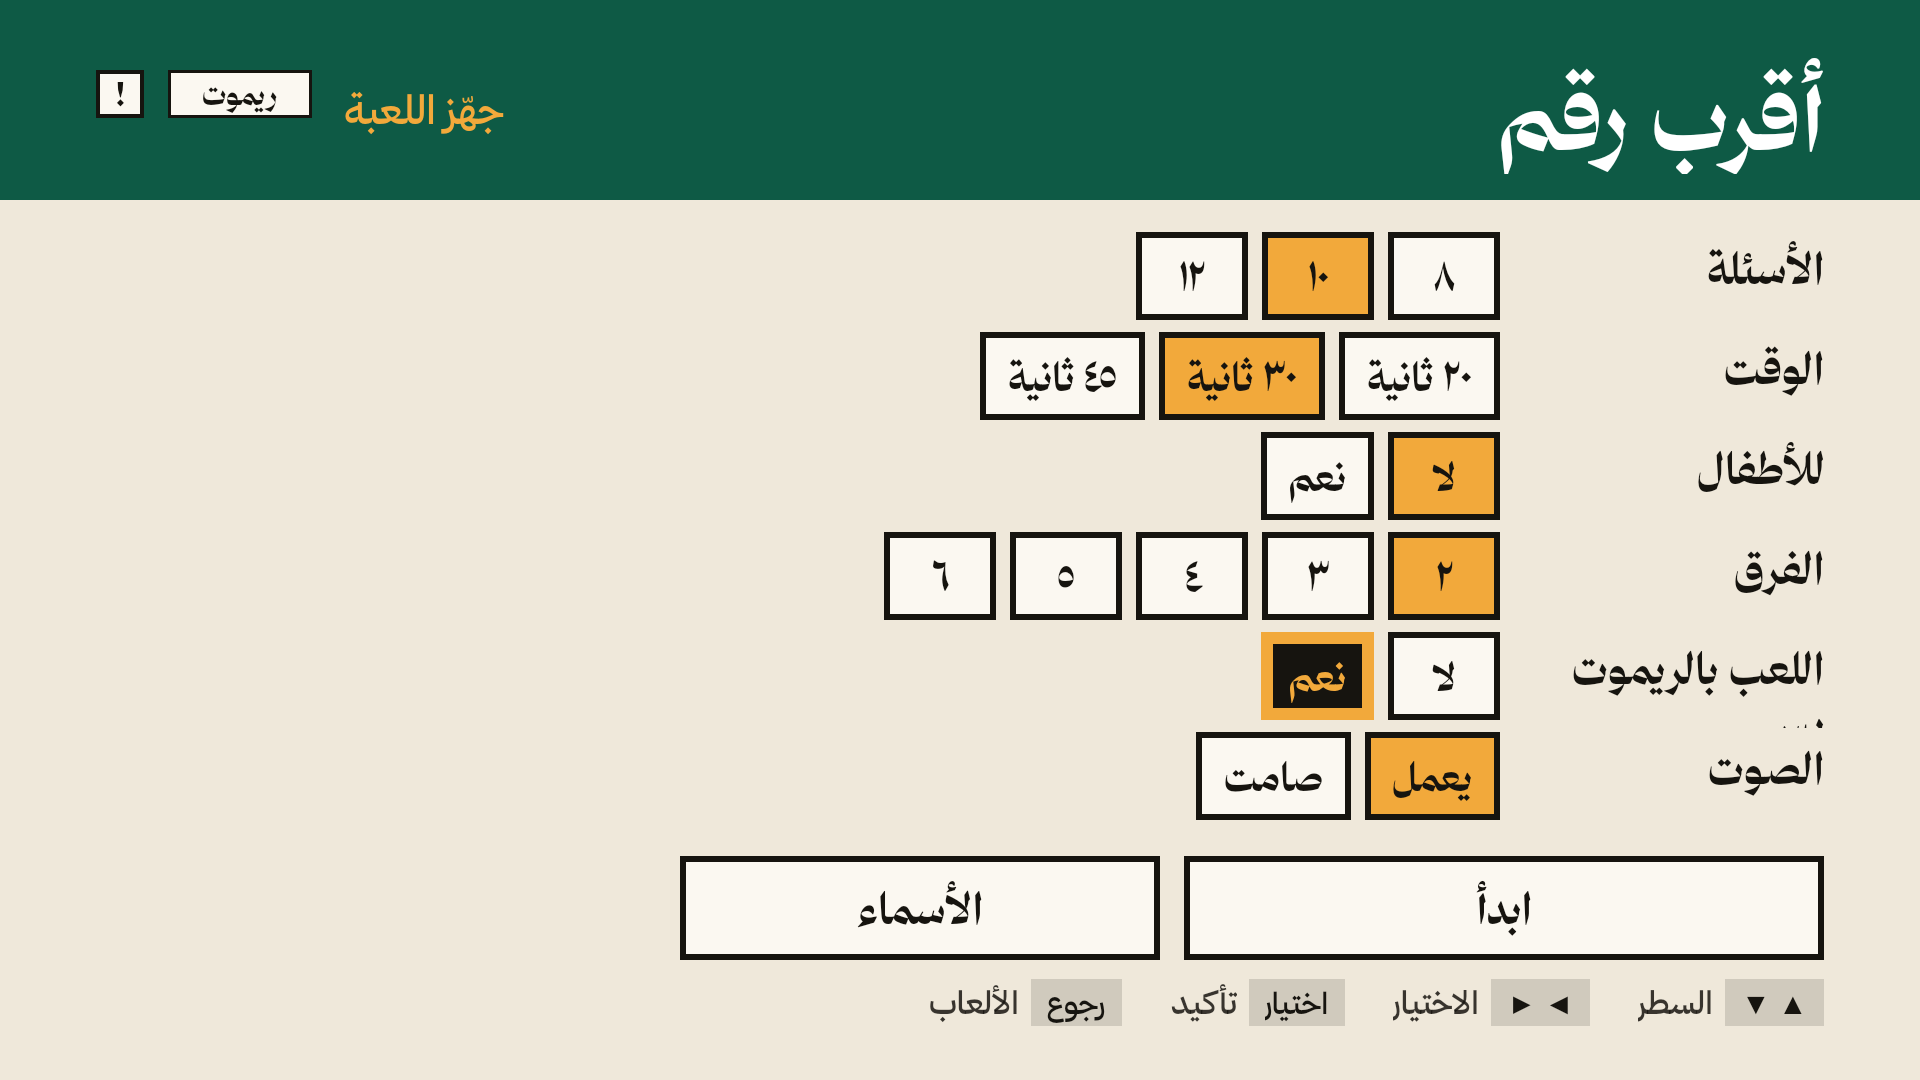 أقرب رقم
جهّز اللعبة
ريموت
!
الأسئلة ٨ ١٠ ١٢
الوقت ٢٠ ثانية ٣٠ ثانية ٤٥ ثانية
للأطفال لا نعم
الفرق ٢ ٣ ٤ ٥ ٦
اللعب بالريموت لا نعم
الصوت يعمل صامت
ابدأ الأسماء
▲ ▼ السطر ◀ ▶ الاختيار اختيار تأكيد رجوع الألعاب